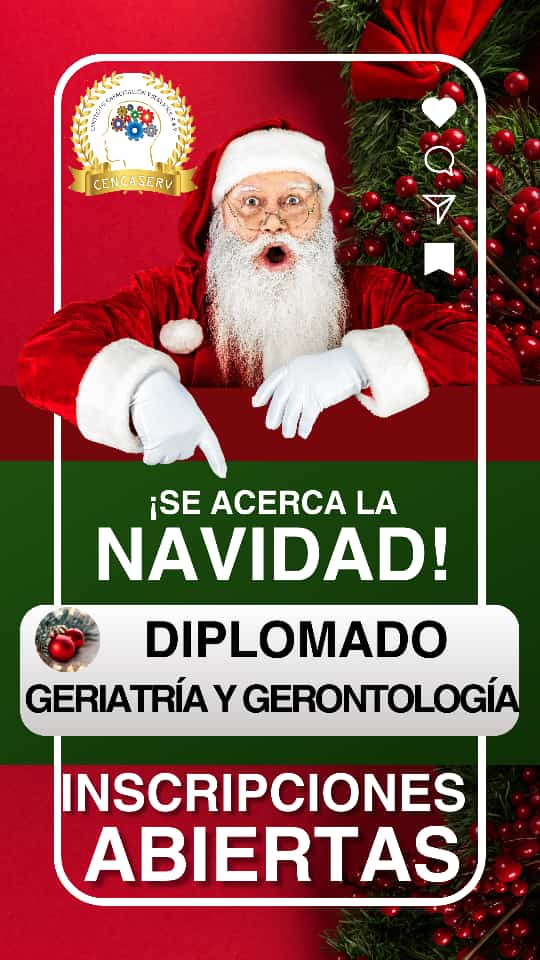 CENCASERV
¡SE ACERCA LA
NAVIDAD!
DIPLOMADO
GERIATRÍA Y GERONTOLOGÍA
INSCRIPCIONES
ABIERTAS